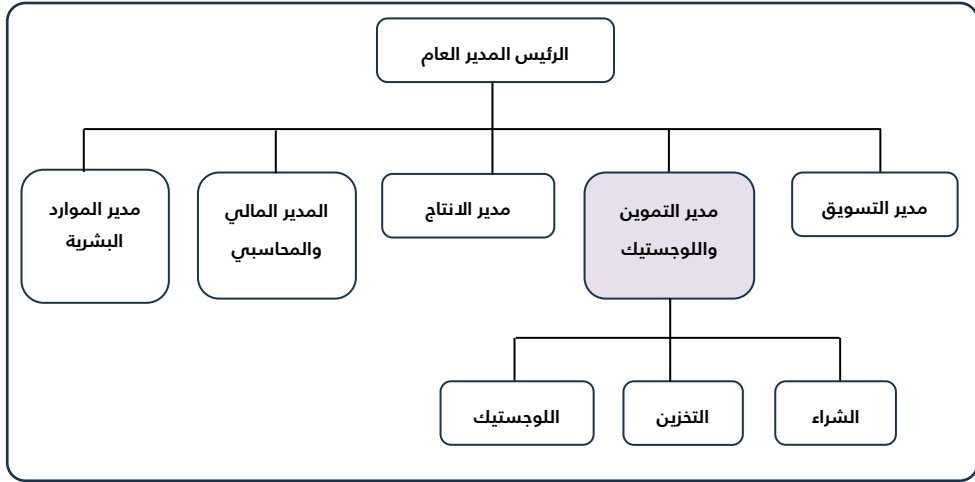 الرئيس المدير العام
مدير التسويق
مدير التموين
واللوجستيك
مدير الانتاج
المدير المالي
والمحاسبي
مدير الموارد
البشرية
الشراء
التخزين
اللوجستيك